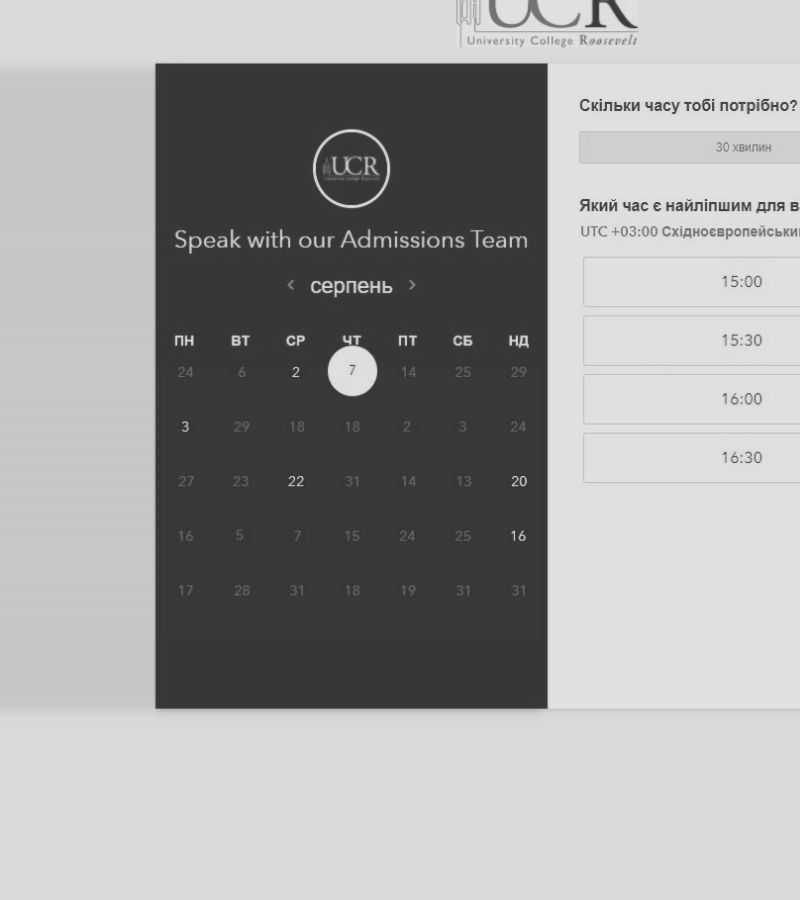 UCR
University College Roosevelt
UCR
Speak with our Admissions Team
серпень
ПН ВТ СР ЧТ ПТ СБ НД
24 6 2 7 14 25 29
3 29 18 18 2 3 24
27 23 22 31 14 13 20
16 5 7 15 24 25 16
17 28 31 18 19 31 31
Скільки часу тобі потрібно?
30 хвилин
Який час є найліпшим для в
UTC +03:00 Східноєвропейськи
15:00
15:30
16:00
16:30